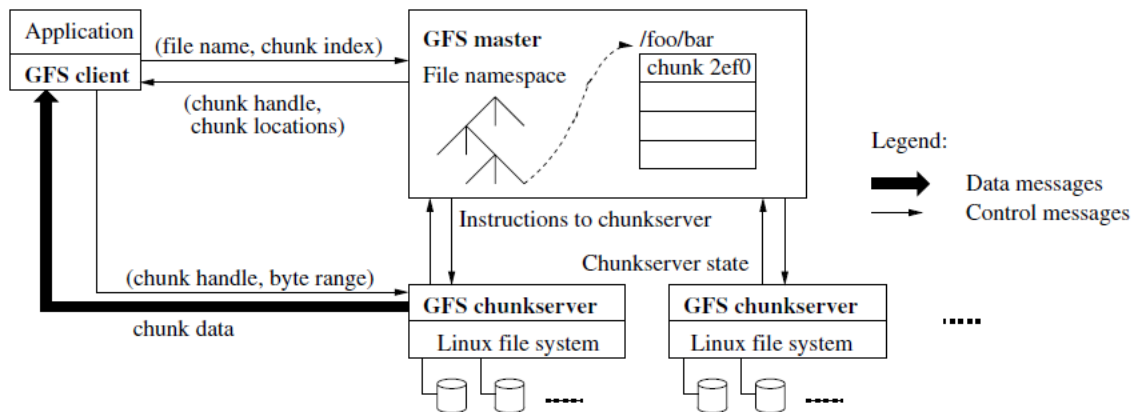 Application
GFS client
(file name, chunk index)
(chunk handle,
chunk locations)
GFS master
File namespace
/foo/bar
chunk 2ef0
Legend:
Data messages
Control messages
Instructions to chunkserver
Chunkserver state
(chunk handle, byte range)
chunk data
GFS chunkserver
Linux file system
GFS chunkserver
Linux file system